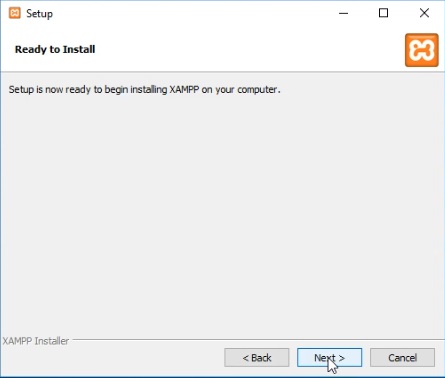 Setup
Ready to Install
Setup is now ready to begin installing XAMPP on your computer.
XAMPP Installer
< Back
Next >
Cancel